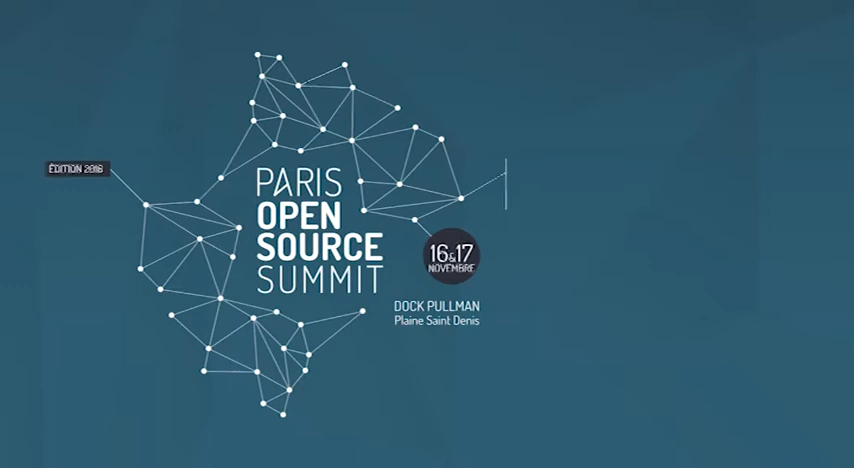 ÉDITION 2016
PARIS
OPEN
SOURCE
SUMMIT
16&17
NOVEMBRE
DOCK PULLMAN
Plaine Saint Denis